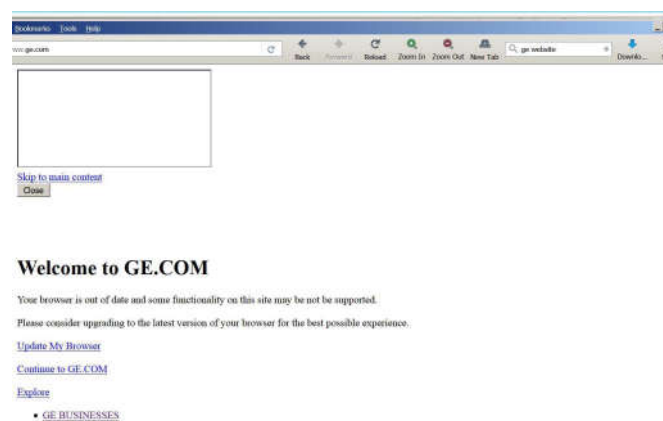 Bookmarks Tools Help
ge.com
Back Forward Reload Zoom In Zoom Out New Tab ge website Downlo...
Skip to main content
Close
Welcome to GE.COM
Your browser is out of date and some functionality on this site may be not be supported.
Please consider upgrading to the latest version of your browser for the best possible experience.
Update My Browser
Continue to GE.COM
Explore
• GE BUSINESSES